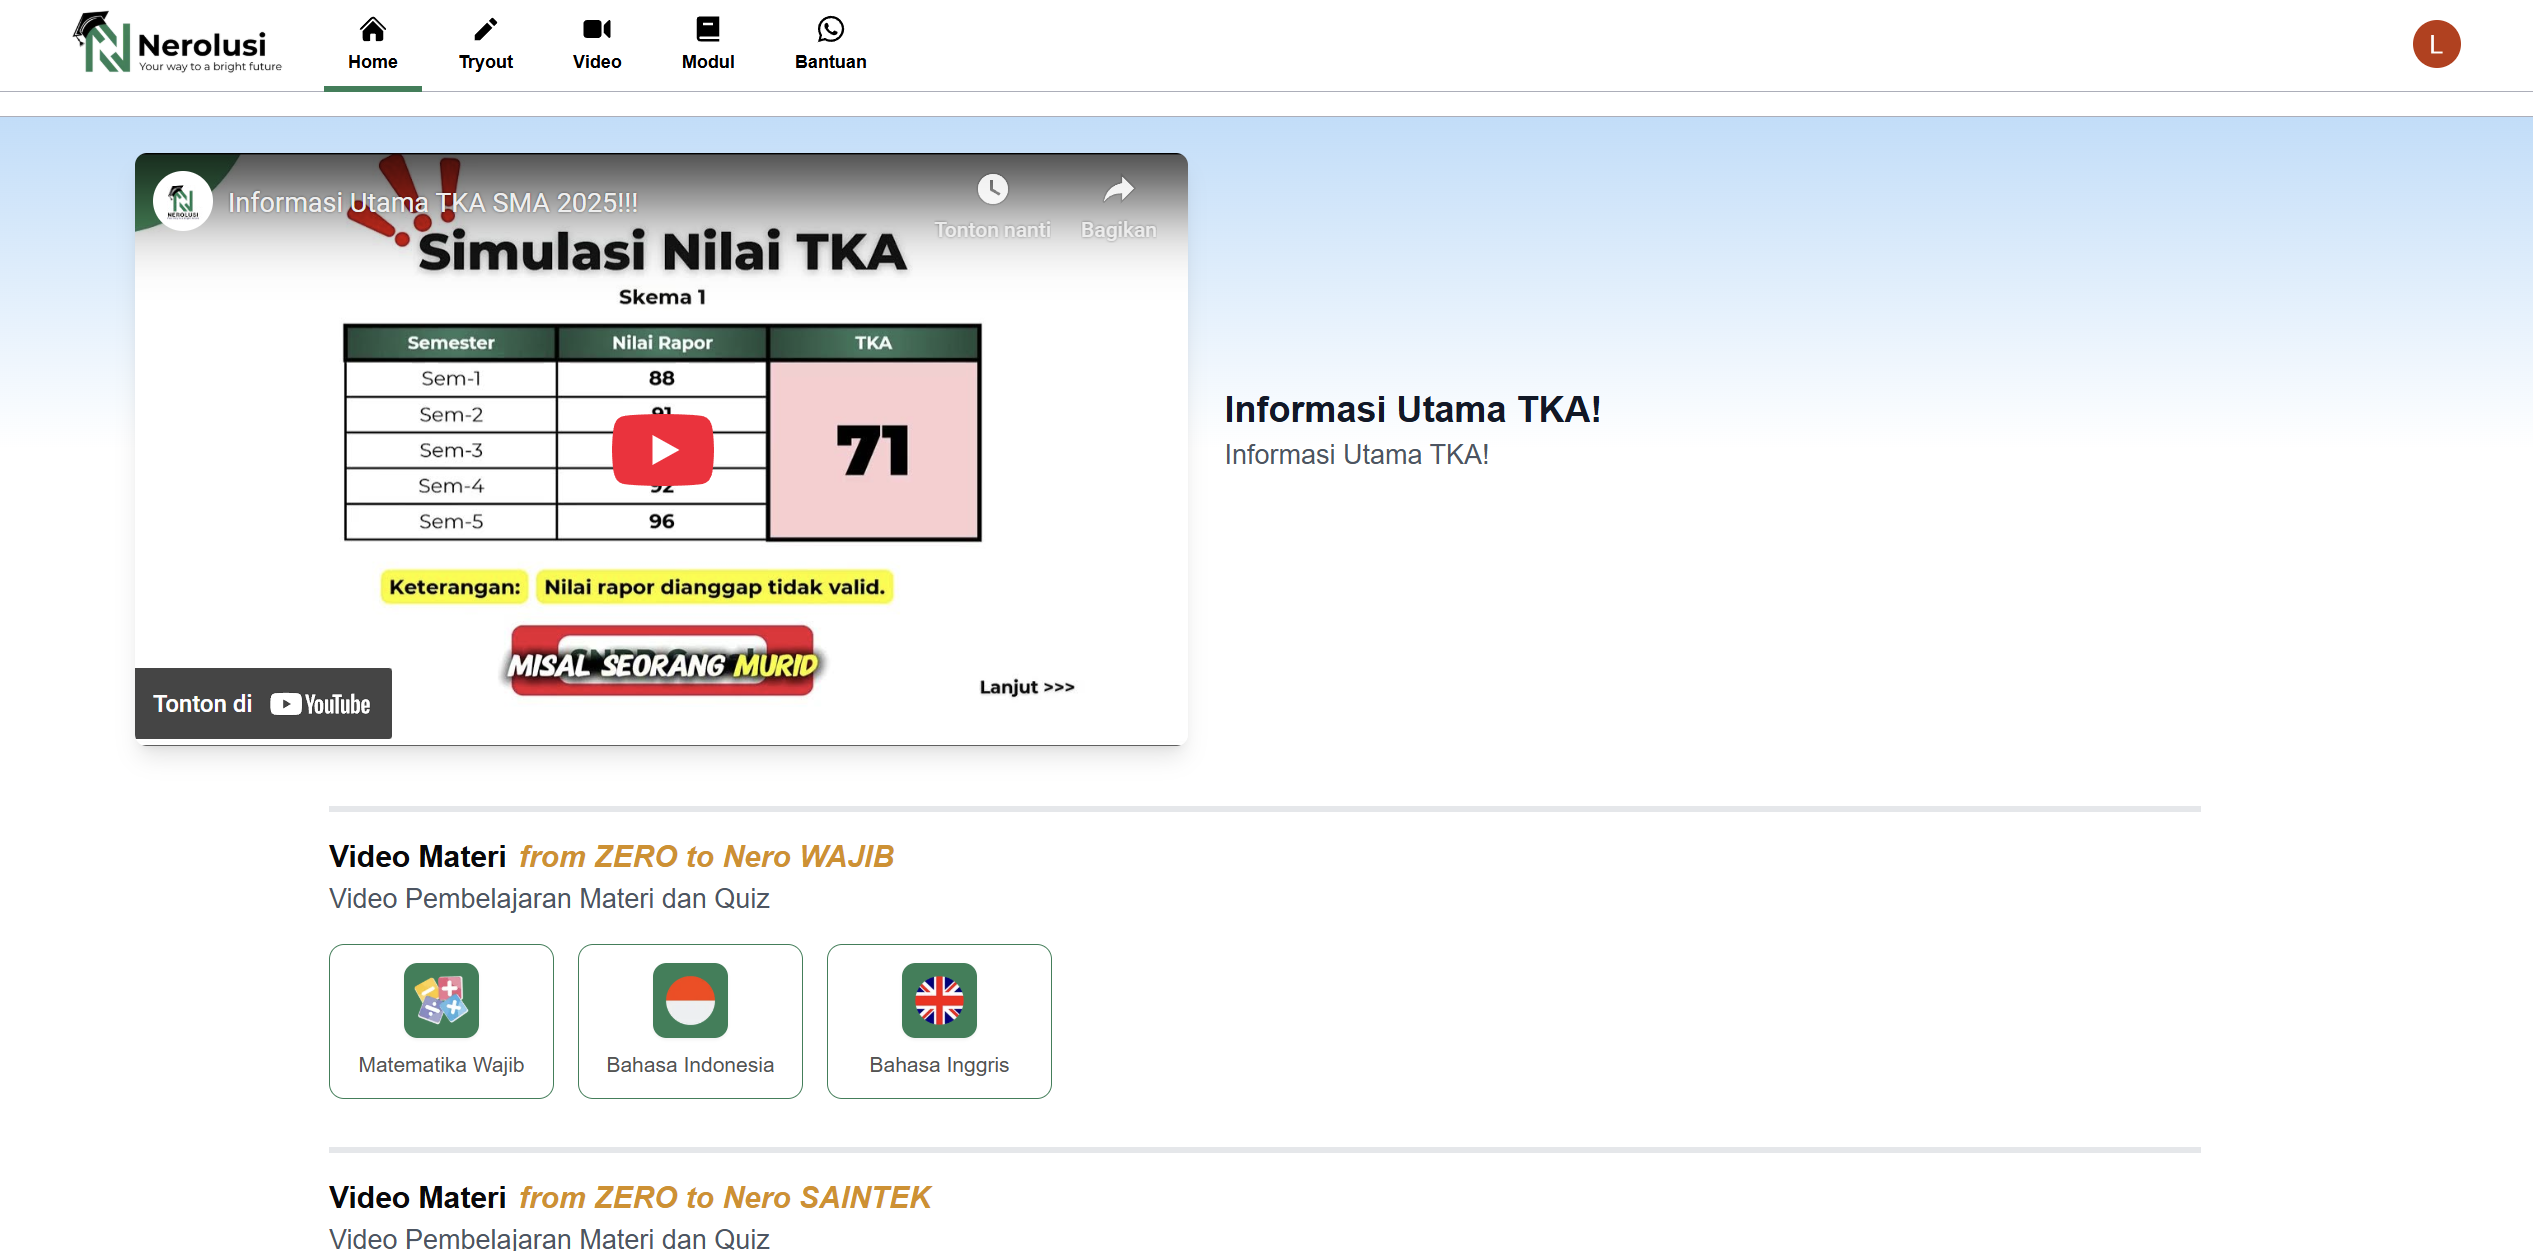 Nerolusi
Your way to a bright future
Home
Tryout
Video
Modul
Bantuan
L
NEROLUSI
Informasi Utama TKA SMA 2025!!!
Tonton nanti
Bagikan
Simulasi Nilai TKA
Skema 1
Semester Nilai Rapor TKA
Sem-1 88
Sem-2 91
Sem-3
Sem-4 92
Sem-5 96
71
Keterangan: Nilai rapor dianggap tidak valid.
MISAL SEORANG MURID
Lanjut >>>
Tonton di YouTube
Informasi Utama TKA!
Informasi Utama TKA!
Video Materi from ZERO to Nero WAJIB
Video Pembelajaran Materi dan Quiz
Matematika Wajib
Bahasa Indonesia
Bahasa Inggris
Video Materi from ZERO to Nero SAINTEK
Video Pembelajaran Materi dan Quiz